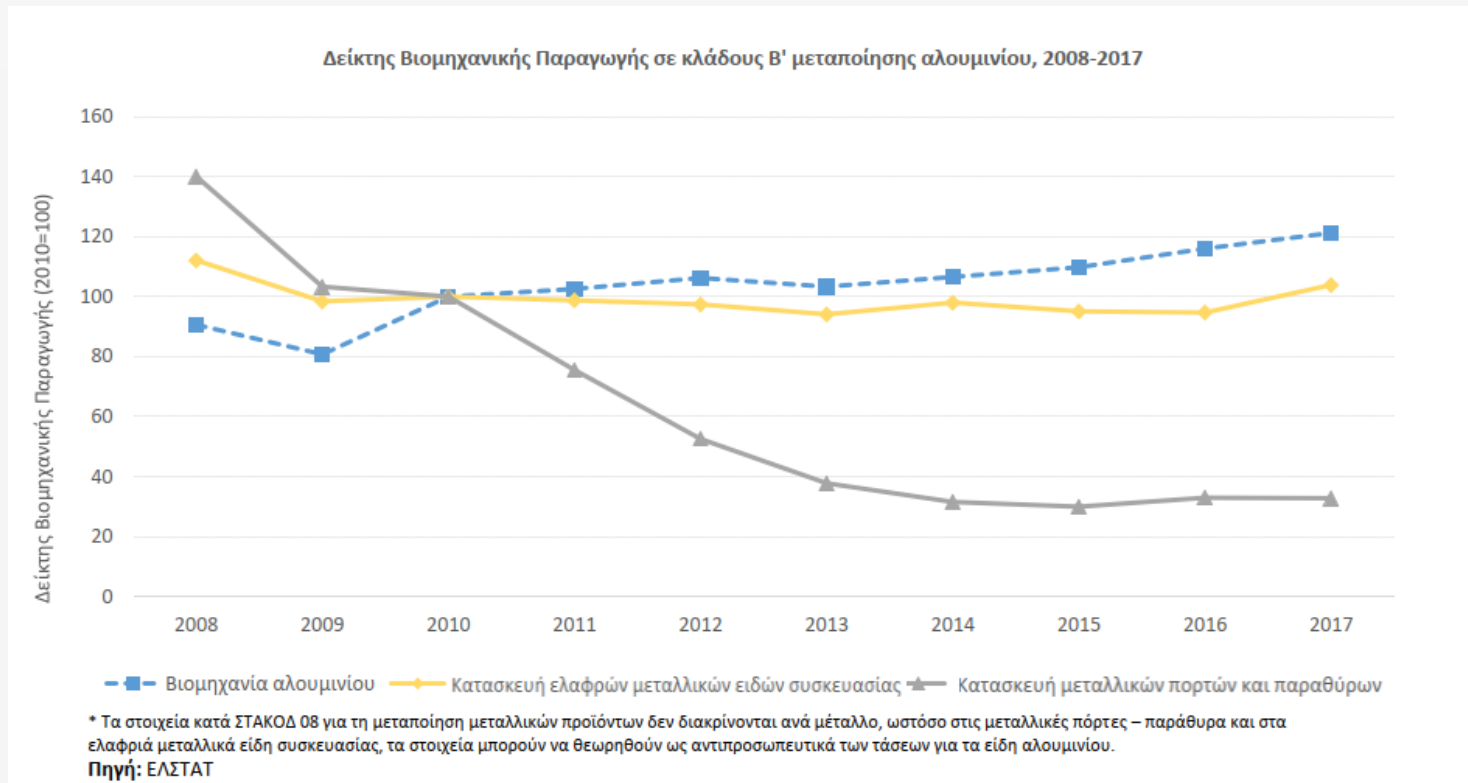 Δείκτης Βιομηχανικής Παραγωγής σε κλάδους Β' μεταποίησης αλουμινίου, 2008-2017
Δείκτης Βιομηχανικής Παραγωγής (2010=100)
160
140
120
100
80
60
40
20
0
2008 2009 2010 2011 2012 2013 2014 2015 2016 2017
Βιομηχανία αλουμινίου Κατασκευή ελαφρών μεταλλικών ειδών συσκευασίας Κατασκευή μεταλλικών πορτών και παραθύρων
* Τα στοιχεία κατά ΣΤΑΚΟΔ 08 για τη μεταποίηση μεταλλικών προϊόντων δεν διακρίνονται ανά μέταλλο, ωστόσο στις μεταλλικές πόρτες – παράθυρα και στα
ελαφριά μεταλλικά είδη συσκευασίας, τα στοιχεία μπορούν να θεωρηθούν ως αντιπροσωπευτικά των τάσεων για τα είδη αλουμινίου.
Πηγή: ΕΛΣΤΑΤ